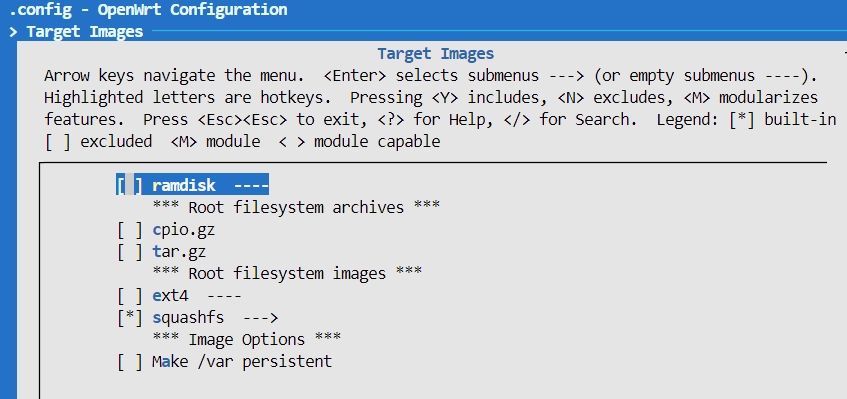 .config - OpenWrt Configuration
> Target Images
Target Images
Arrow keys navigate the menu.  <Enter> selects submenus ---> (or empty submenus ----).
Highlighted letters are hotkeys.  Pressing <Y> includes, <N> excludes, <M> modularizes
features.  Press <Esc><Esc> to exit, <?> for Help, </> for Search.  Legend: [*] built-in
[ ] excluded  <M> module  < > module capable
[ ] ramdisk  ----
*** Root filesystem archives ***
[ ] cpio.gz
[ ] tar.gz
*** Root filesystem images ***
[ ] ext4  ----
[*] squashfs  --->
*** Image Options ***
[ ] Make /var persistent